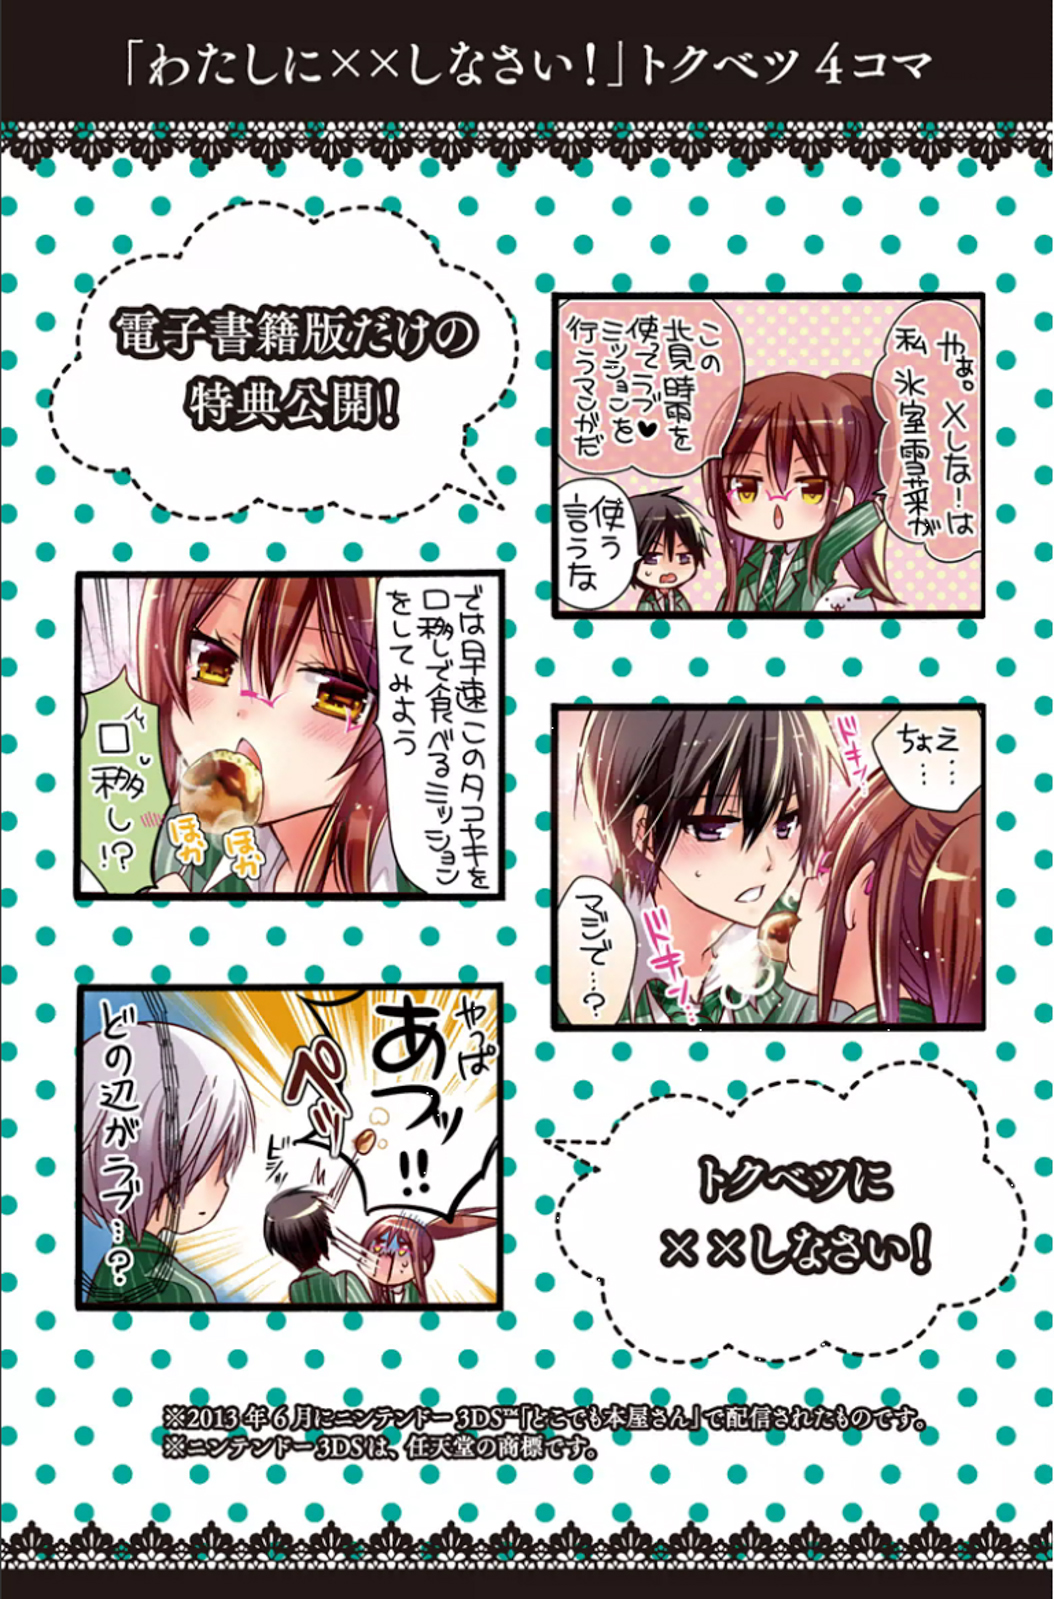 「わたしに××しなさい！」トクベツ4コマ
電子書籍版だけの
特典公開！
やぁ。×しな！は
私 氷室雪菜が
この
北見時雨を
使ってラブ♥
ミッションを
行うマンガだ
使う
言うな
では早速このタコヤキを
口移しで食べるミッション
をしてみよう
口移し!?
ほか
ほか
ちょえ…
ドキン…
マジで…？
ドキン…
やっぱ
あフッ!!
ペッ
ビシ
どの辺がラブ…？
トクベツに
××しなさい！
※2013年6月にニンテンドー3DS™「どこでも本屋さん」で配信されたものです。
※ニンテンドー3DSは、任天堂の商標です。